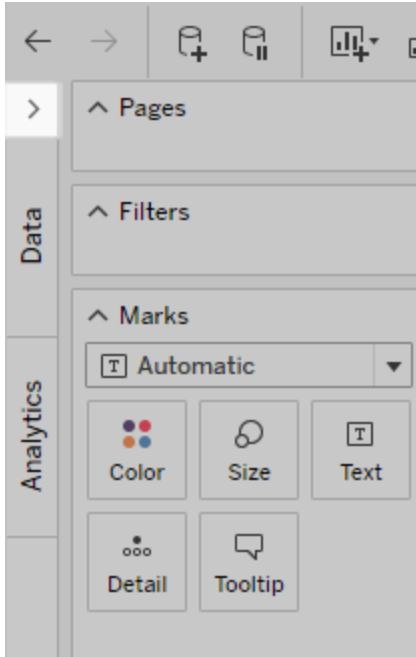 Pages
Data
Filters
Marks
T Automatic
Analytics
Color
Size
T
Text
Detail
Tooltip